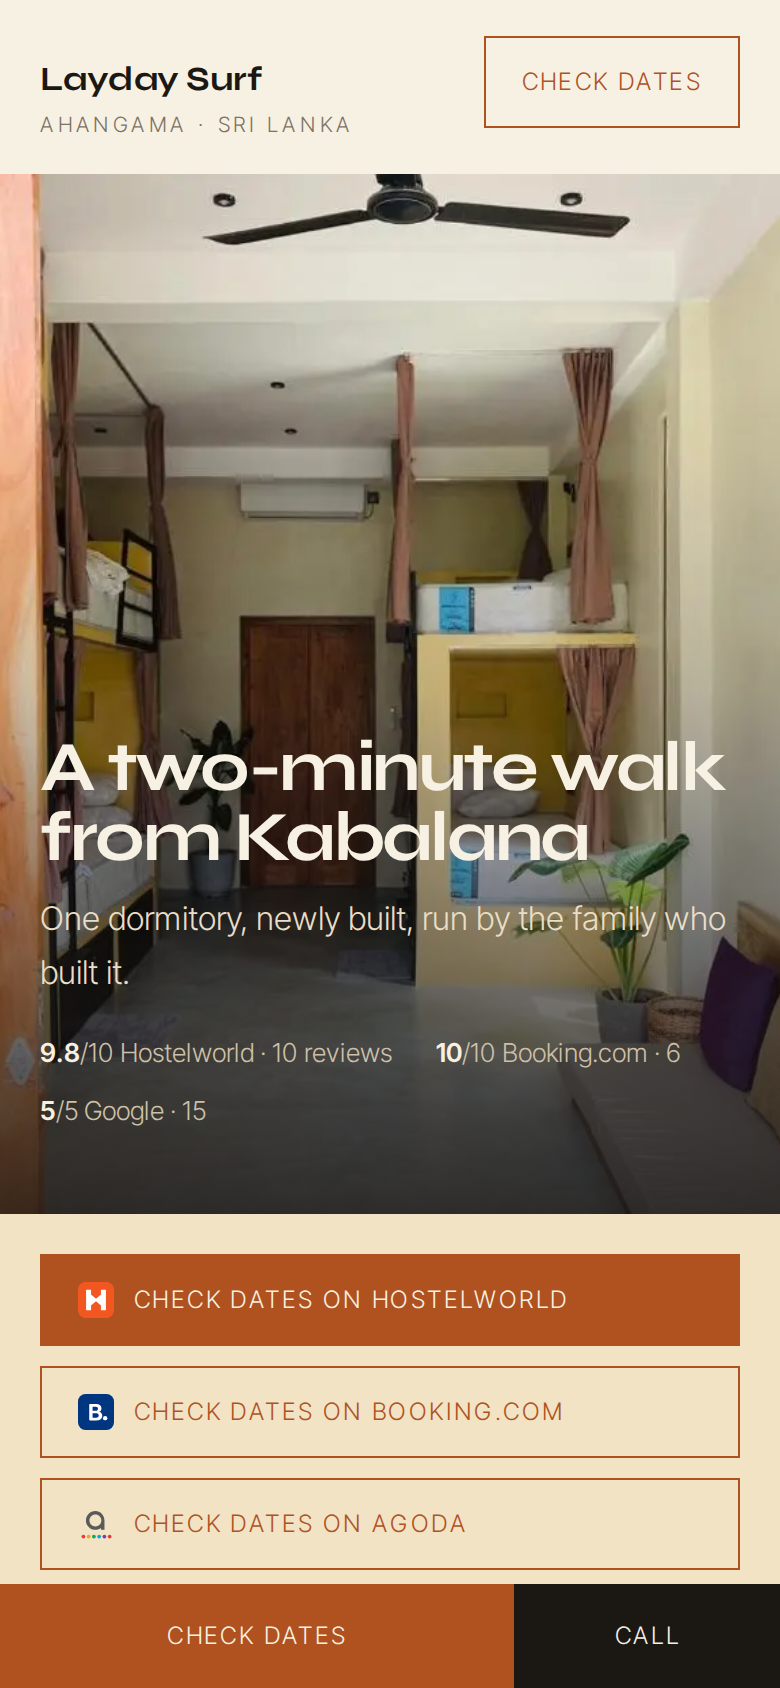 Layday Surf
AHANGAMA · SRI LANKA
CHECK DATES
A two-minute walk
from Kabalana
One dormitory, newly built, run by the family who
built it.
9.8/10 Hostelworld · 10 reviews 10/10 Booking.com · 6
5/5 Google · 15
CHECK DATES ON HOSTELWORLD
B. CHECK DATES ON BOOKING.COM
CHECK DATES ON AGODA
CHECK DATES CALL